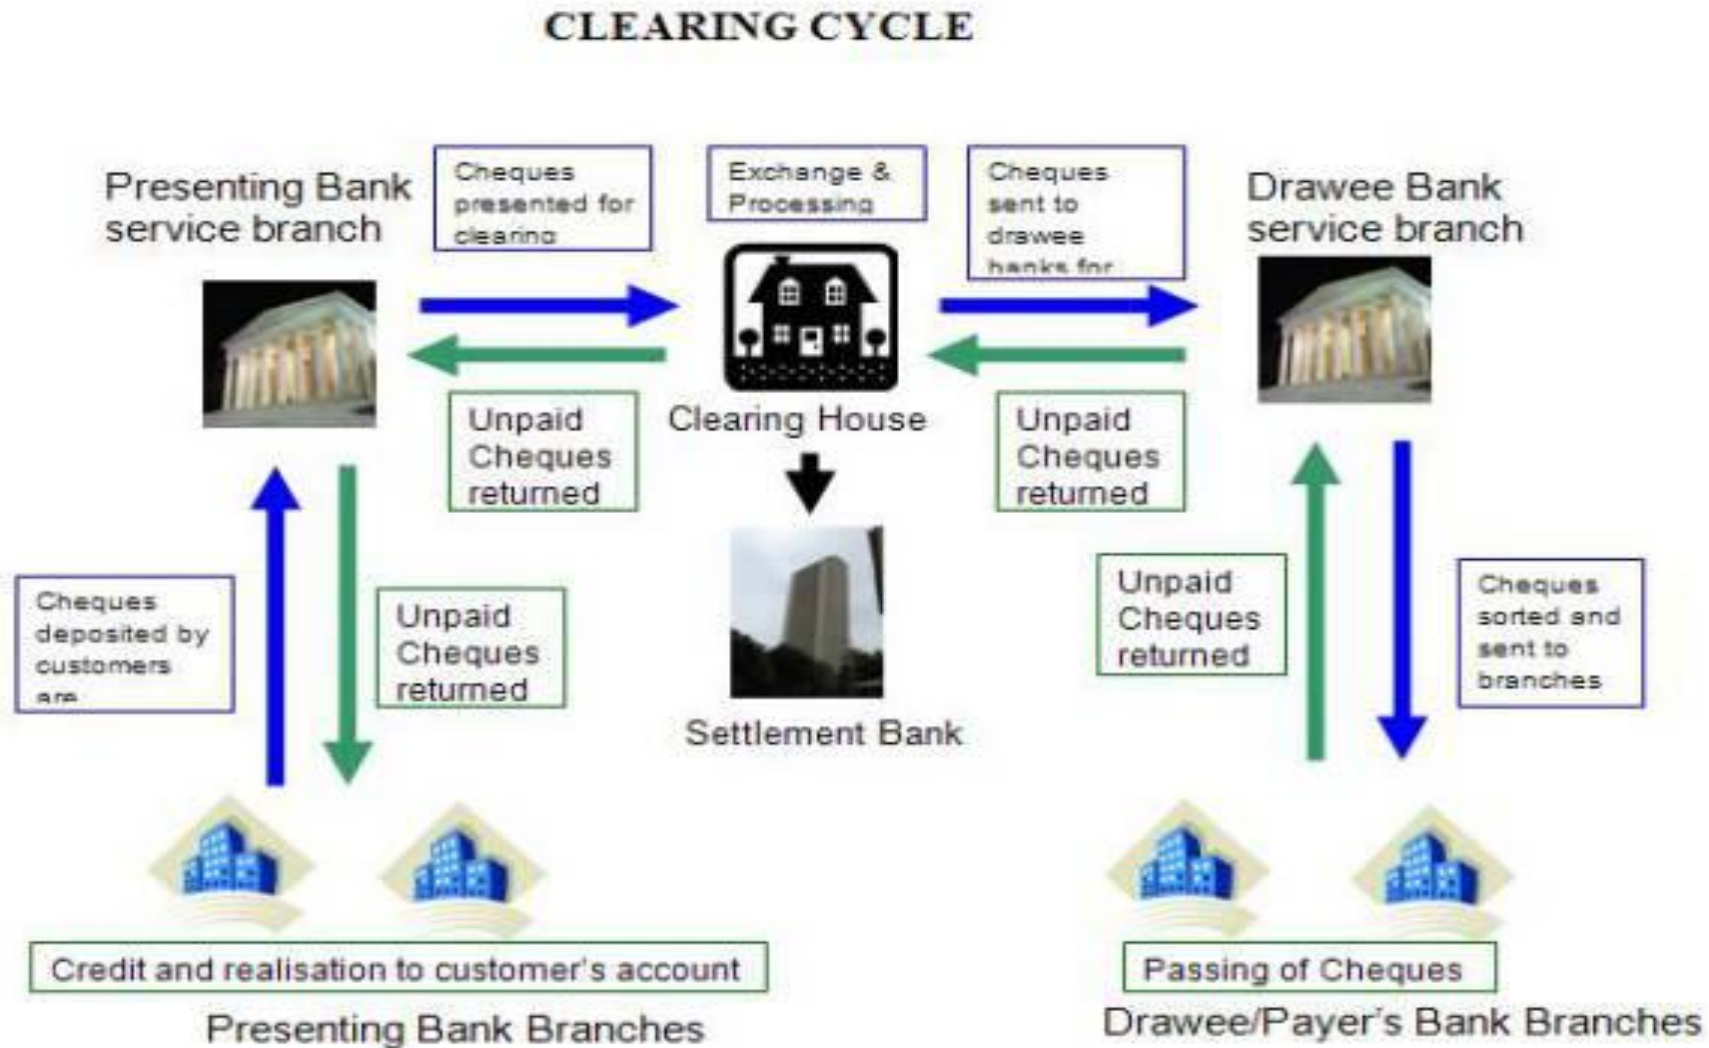 CLEARING CYCLE
Presenting Bank
service branch
Cheques
presented for
clearing
Exchange &
Processing
Cheques
sent to
drawee
banks for
Drawee Bank
service branch
Unpaid
Cheques
returned
Clearing House
Unpaid
Cheques
returned
Cheques
deposited by
customers
are
Unpaid
Cheques
returned
Settlement Bank
Unpaid
Cheques
returned
Cheques
sorted and
sent to
branches
Credit and realisation to customer's account
Presenting Bank Branches
Passing of Cheques
Drawee/Payer's Bank Branches